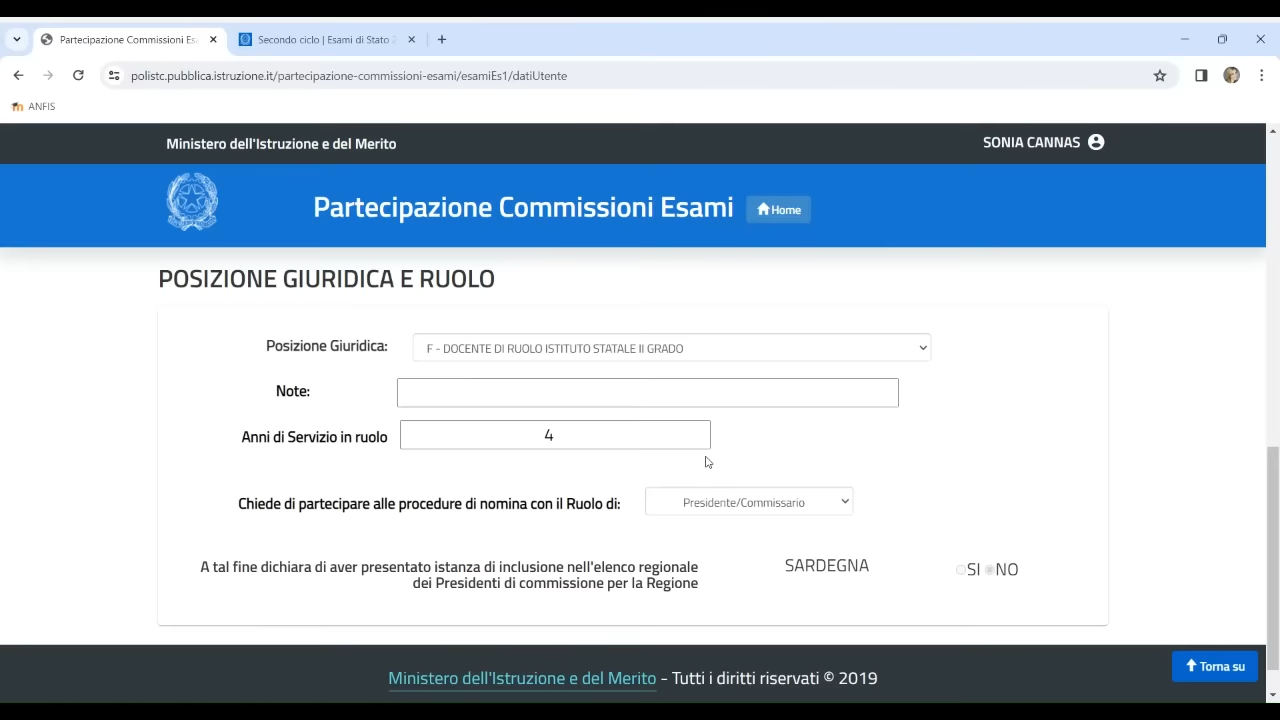 Partecipazione Commissioni Es
Secondo ciclo | Esami di Stato 2
polistc.pubblica.istruzione.it/partecipazione-commissioni-esami/esamiEs1/datiUtente
ANFIS
Ministero dell'Istruzione e del Merito
SONIA CANNAS
Partecipazione Commissioni Esami
Home
POSIZIONE GIURIDICA E RUOLO
Posizione Giuridica:
F - DOCENTE DI RUOLO ISTITUTO STATALE II GRADO
Note:
Anni di Servizio in ruolo
4
Chiede di partecipare alle procedure di nomina con il Ruolo di:
Presidente/Commissario
A tal fine dichiara di aver presentato istanza di inclusione nell'elenco regionale
dei Presidenti di commissione per la Regione
SARDEGNA
SI NO
Torna su
Ministero dell'Istruzione e del Merito - Tutti i diritti riservati © 2019